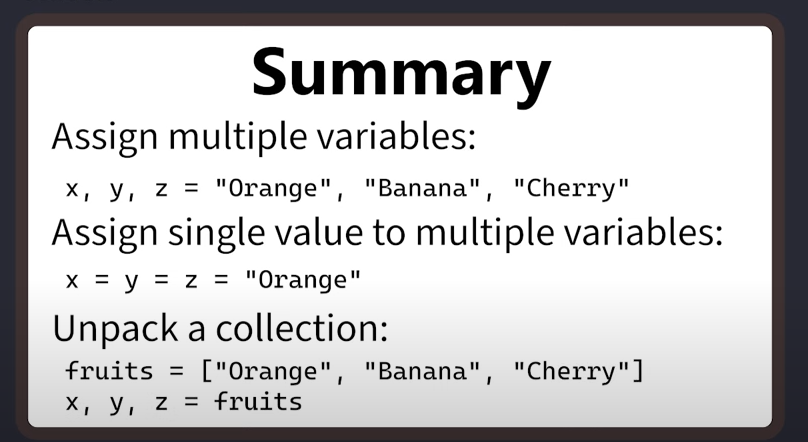 Summary
Assign multiple variables:
x, y, z = "Orange", "Banana", "Cherry"
Assign single value to multiple variables:
x = y = z = "Orange"
Unpack a collection:
fruits = ["Orange", "Banana", "Cherry"]
x, y, z = fruits